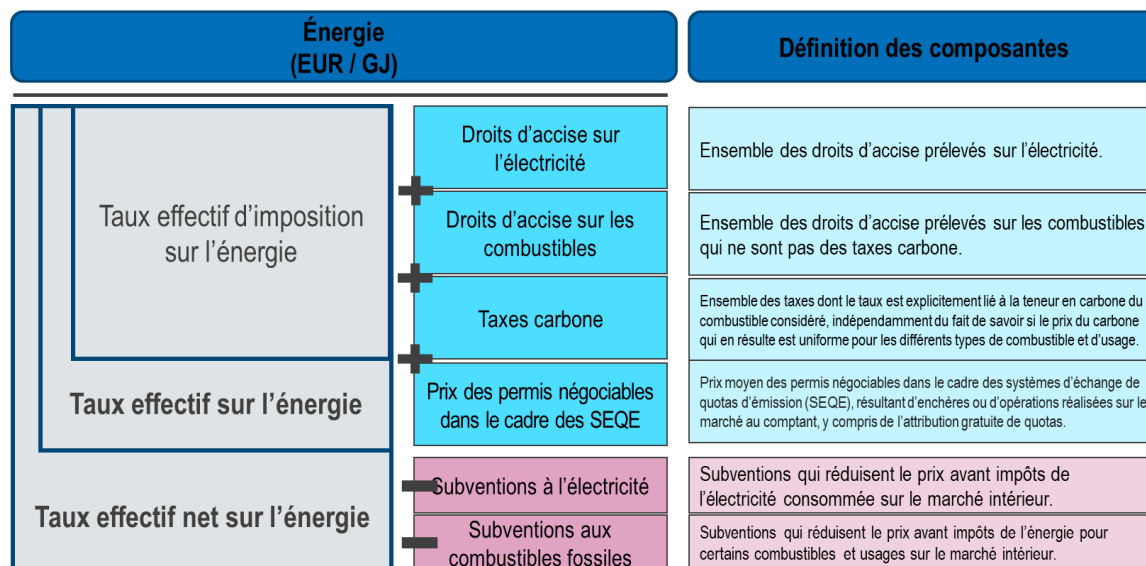 Énergie
(EUR / GJ)
Définition des composantes
Taux effectif d'imposition
sur l'énergie
Droits d'accise sur
l'électricité
Ensemble des droits d'accise prélevés sur l'électricité.
Droits d'accise sur les
combustibles
Ensemble des droits d'accise prélevés sur les combustibles
qui ne sont pas des taxes carbone.
Taxes carbone
Ensemble des taxes dont le taux est explicitement lié à la teneur en carbone du
combustible considéré, indépendamment du fait de savoir si le prix du carbone
qui en résulte est uniforme pour les différents types de combustible et d'usage.
Taux effectif sur l'énergie
Prix des permis négociables
dans le cadre des SEQE
Prix moyen des permis négociables dans le cadre des systèmes d'échange de
quotas d'émission (SEQE), résultant d'enchères ou d'opérations réalisées sur le
marché au comptant, y compris de l'attribution gratuite de quotas.
Taux effectif net sur l'énergie
Subventions à l'électricité
Subventions qui réduisent le prix avant impôts de
l'électricité consommée sur le marché intérieur.
Subventions aux
combustibles fossiles
Subventions qui réduisent le prix avant impôts de l'énergie pour
certains combustibles et usages sur le marché intérieur.